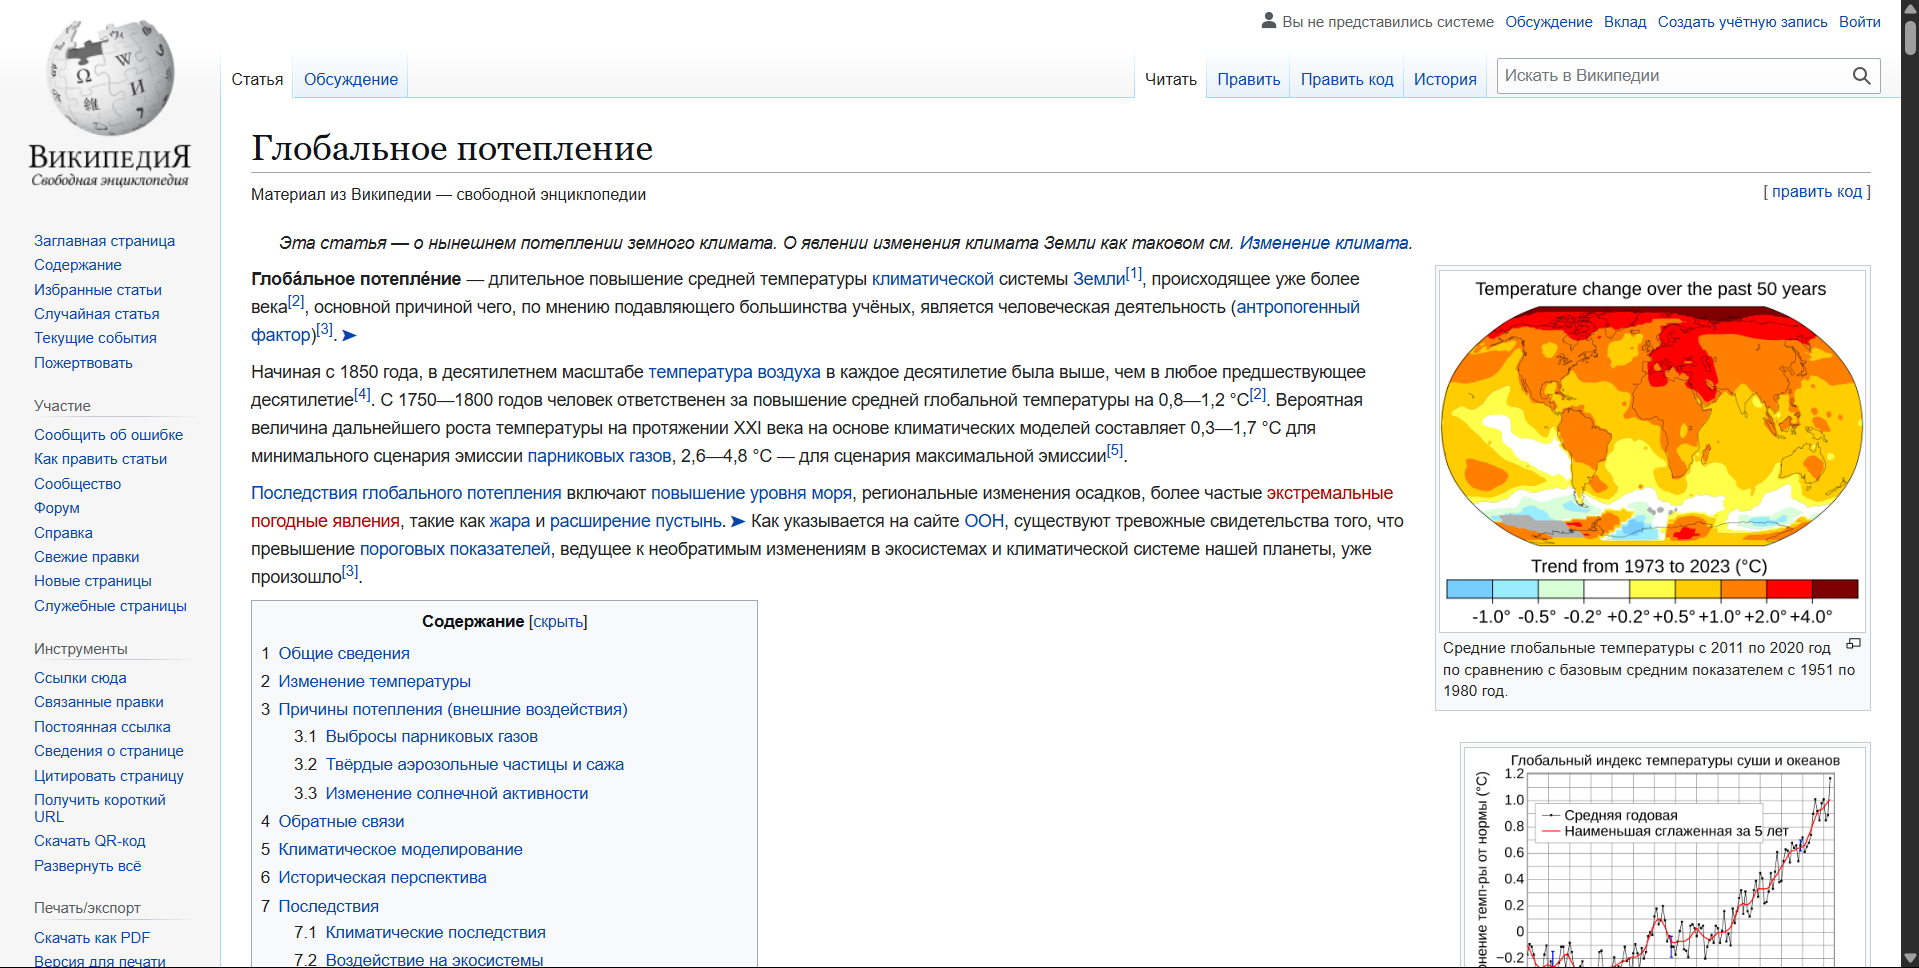 Вы не представились системе Обсуждение Вклад Создать учётную запись Войти
Статья Обсуждение Читать Править Править код История Искать в Википедии
ВИКИПЕДИЯ
Свободная энциклопедия
Заглавная страница
Содержание
Избранные статьи
Случайная статья
Текущие события
Пожертвовать
Участие
Сообщить об ошибке
Как править статьи
Сообщество
Форум
Справка
Свежие правки
Новые страницы
Служебные страницы
Инструменты
Ссылки сюда
Связанные правки
Постоянная ссылка
Сведения о странице
Цитировать страницу
Получить короткий
URL
Скачать QR-код
Развернуть всё
Печать/экспорт
Скачать как PDF
Версия для печати
Глобальное потепление
Материал из Википедии — свободной энциклопедии
[ править код ]
Эта статья — о нынешнем потеплении земного климата. О явлении изменения климата Земли как таковом см. Изменение климата.
Глоба́льное потепле́ние — длительное повышение средней температуры климатической системы Земли[1], происходящее уже более
века[2], основной причиной чего, по мнению подавляющего большинства учёных, является человеческая деятельность (антропогенный
фактор)[3]. ➤
Начиная с 1850 года, в десятилетнем масштабе температура воздуха в каждое десятилетие была выше, чем в любое предшествующее
десятилетие[4]. С 1750—1800 годов человек ответственен за повышение средней глобальной температуры на 0,8—1,2 °C[2]. Вероятная
величина дальнейшего роста температуры на протяжении XXI века на основе климатических моделей составляет 0,3—1,7 °C для
минимального сценария эмиссии парниковых газов, 2,6—4,8 °C — для сценария максимальной эмиссии[5].
Последствия глобального потепления включают повышение уровня моря, региональные изменения осадков, более частые экстремальные
погодные явления, такие как жара и расширение пустынь. ➤ Как указывается на сайте ООН, существуют тревожные свидетельства того, что
превышение пороговых показателей, ведущее к необратимым изменениям в экосистемах и климатической системе нашей планеты, уже
произошло[3].
Содержание [скрыть]
1 Общие сведения
2 Изменение температуры
3 Причины потепления (внешние воздействия)
3.1 Выбросы парниковых газов
3.2 Твёрдые аэрозольные частицы и сажа
3.3 Изменение солнечной активности
4 Обратные связи
5 Климатическое моделирование
6 Историческая перспектива
7 Последствия
7.1 Климатические последствия
7.2 Воздействие на экосистемы
Temperature change over the past 50 years
Trend from 1973 to 2023 (°C)
-1.0° -0.5° -0.2° +0.2° +0.5° +1.0° +2.0° +4.0°
Средние глобальные температуры с 2011 по 2020 год
по сравнению с базовым средним показателем с 1951 по
1980 год.
Глобальный индекс температуры суши и океанов
Средняя годовая
Наименьшая сглаженная за 5 лет
темп-ры от нормы (°C)
1.2
1.0
0.8
0.6
0.4
0.2
0
−0.2